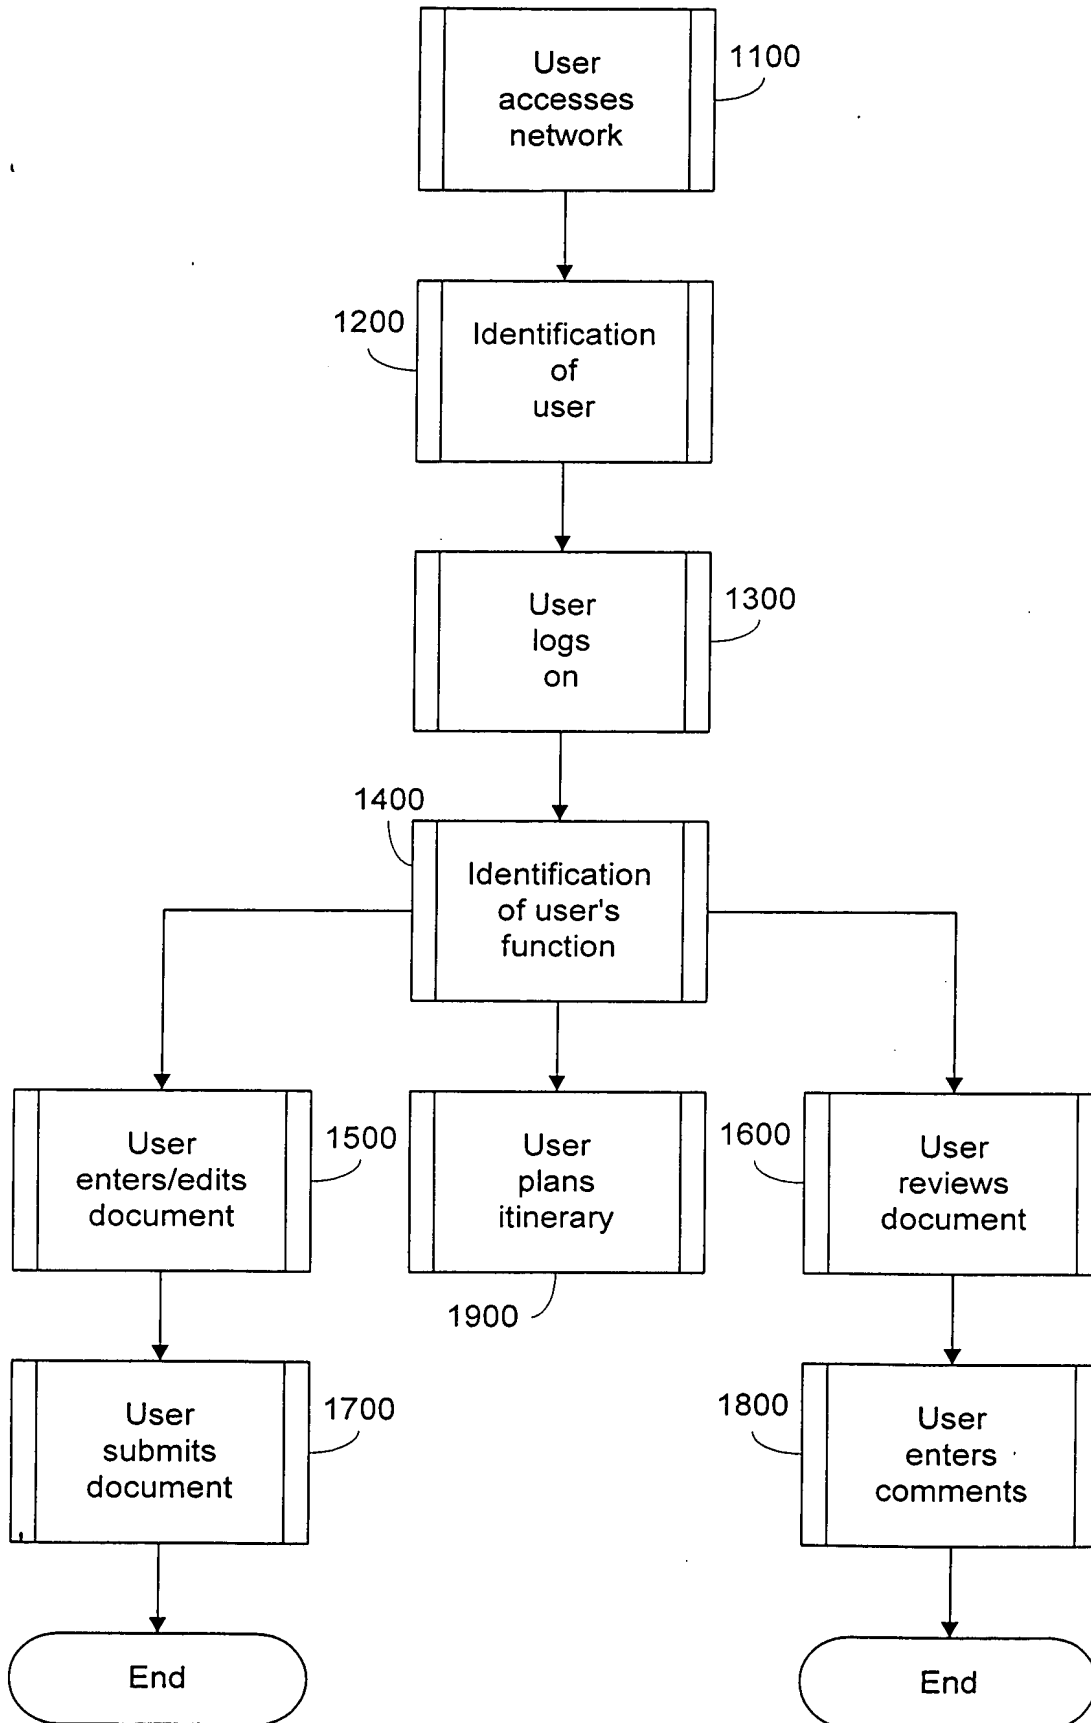 User
accesses
network
1100
1200
Identification
of
user
User
logs
on
1300
1400
Identification
of user's
function
User
enters/edits
document
1500
User
plans
itinerary
1900
1600
User
reviews
document
User
submits
document
1700
1800
User
enters
comments
End
End